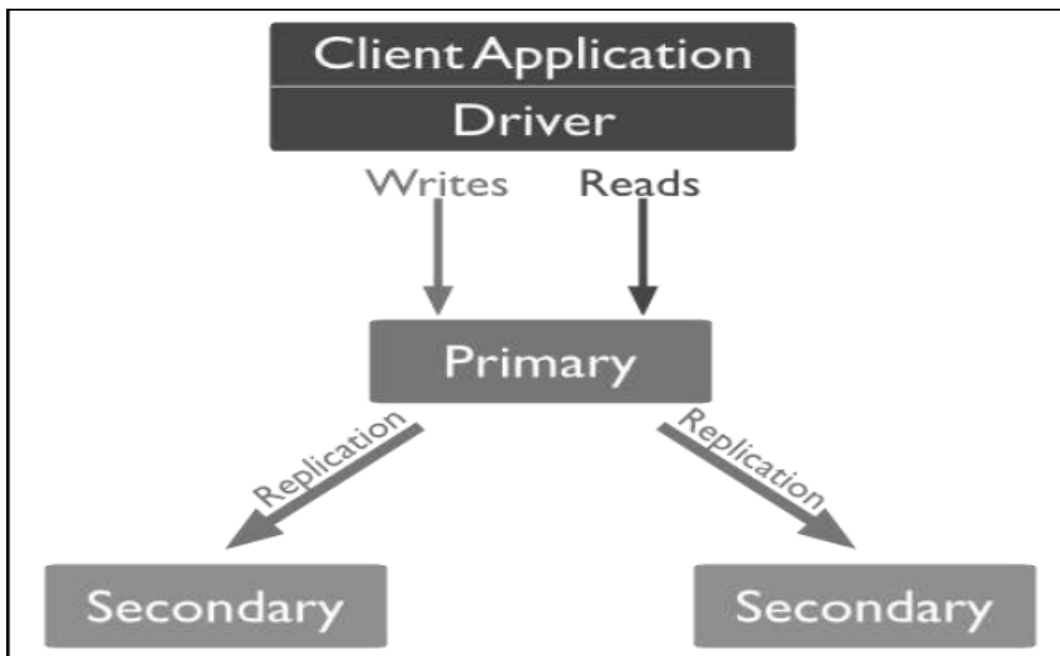 Client Application
Driver
Writes
Reads
Primary
Replication
Replication
Secondary
Secondary